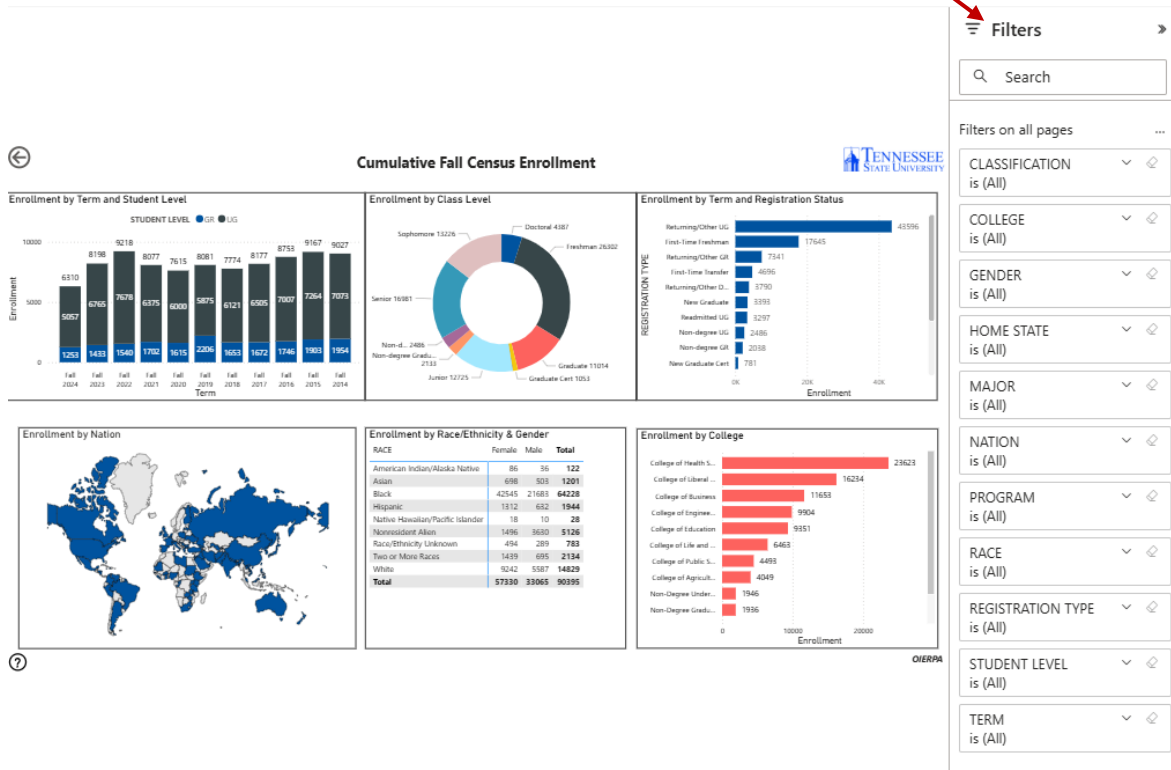 Filters
Search
Filters on all pages
...
CLASSIFICATION
is (All)
COLLEGE
is (All)
GENDER
is (All)
HOME STATE
is (All)
MAJOR
is (All)
NATION
is (All)
PROGRAM
is (All)
RACE
is (All)
REGISTRATION TYPE
is (All)
STUDENT LEVEL
is (All)
TERM
is (All)
Cumulative Fall Census Enrollment
TENNESSEE
STATE UNIVERSITY
Enrollment by Term and Student Level
STUDENT LEVEL GR UG
Enrollment
10000
5000
0
6310 8198 9218 8077 7615 8081 7774 8177 8753 9167 9027
5057 6765 7678 6375 6000 5875 6121 6505 7007 7264 7073
1253 1433 1540 1702 1615 2206 1653 1672 1746 1903 1954
Fall Fall Fall Fall Fall Fall Fall Fall Fall Fall Fall
2024 2023 2022 2021 2020 2019 2018 2017 2016 2015 2014
Term
Enrollment by Class Level
Doctoral 4387
Freshman 26302
Graduate 11014
Graduate Cert 1053
Junior 12725
Non-degree Gradu...
2133
Non-d... 2486
Senior 16981
Sophomore 13226
Enrollment by Term and Registration Status
REGISTRATION TYPE
Returning/Other UG 43596
First-Time Freshman 17645
Returning/Other GR 7341
First-Time Transfer 4696
Returning/Other D... 3790
New Graduate 3393
Readmitted UG 3297
Non-degree UG 2486
Non-degree GR 2038
New Graduate Cert 781
0K 20K 40K
Enrollment
Enrollment by Nation
Enrollment by Race/Ethnicity & Gender
RACE Female Male Total
American Indian/Alaska Native 86 36 122
Asian 698 503 1201
Black 42545 21683 64228
Hispanic 1312 632 1944
Native Hawaiian/Pacific Islander 18 10 28
Nonresident Alien 1496 3630 5126
Race/Ethnicity Unknown 494 289 783
Two or More Races 1439 695 2134
White 9242 5587 14829
Total 57330 33065 90395
Enrollment by College
College of Health S... 23623
College of Liberal ... 16234
College of Business 11653
College of Enginee... 9904
College of Education 9351
College of Life and ... 6463
College of Public S... 4493
College of Agricult... 4049
Non-Degree Under... 1946
Non-Degree Gradu... 1936
0 10000 20000
Enrollment
?
OIERPA